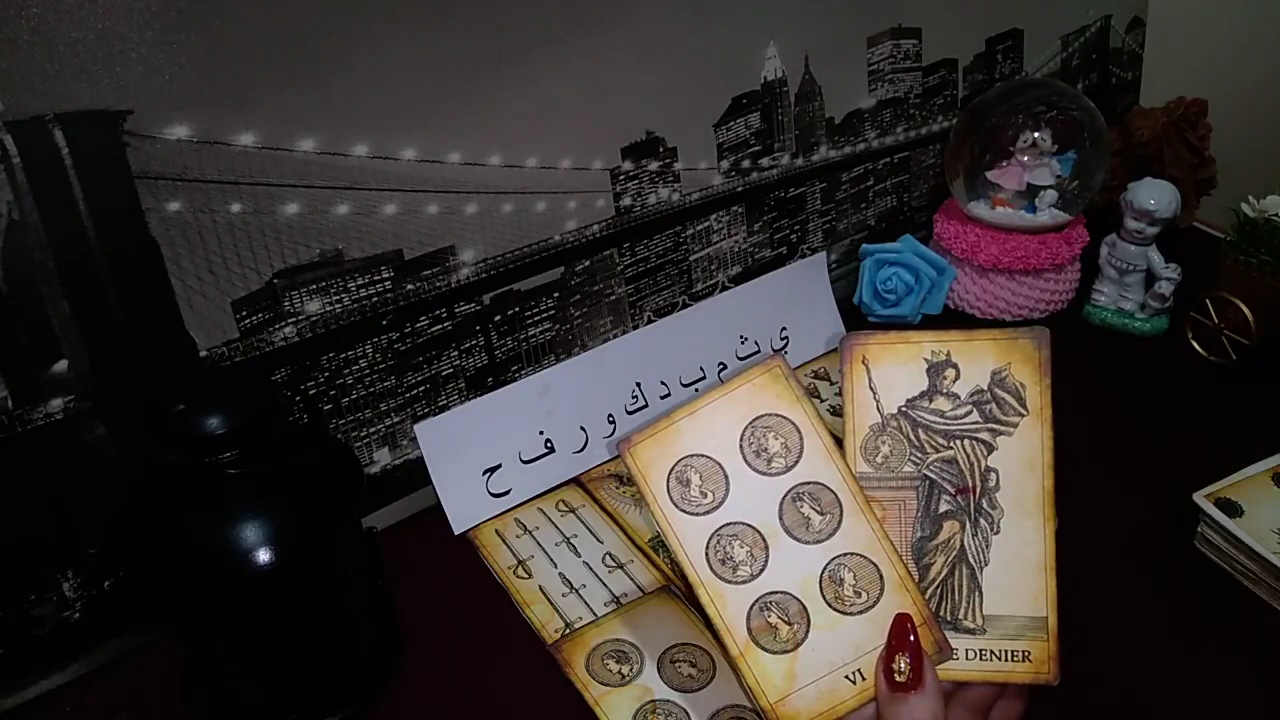 ي ث م ب د ك و ر ف ح
VI
E DENIER